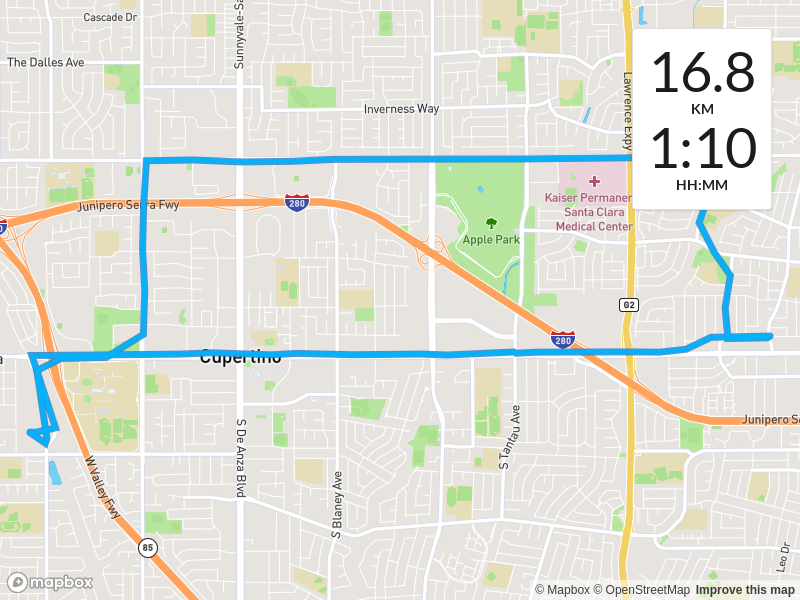 Cascade Dr
Sunnyvale-Sa
The Dalles Ave
Inverness Way
Lawrence Expy
16.8
KM
1:10
HH:MM
Junipero Serra Fwy
280
Kaiser Permanen
Santa Clara
Medical Center
Apple Park
G2
280
Cupertino
Junipero Se
S De Anza Blvd
S Blaney Ave
S Tantau Ave
W Valley Fwy
85
Leo Dr
mapbox
© Mapbox © OpenStreetMap Improve this map